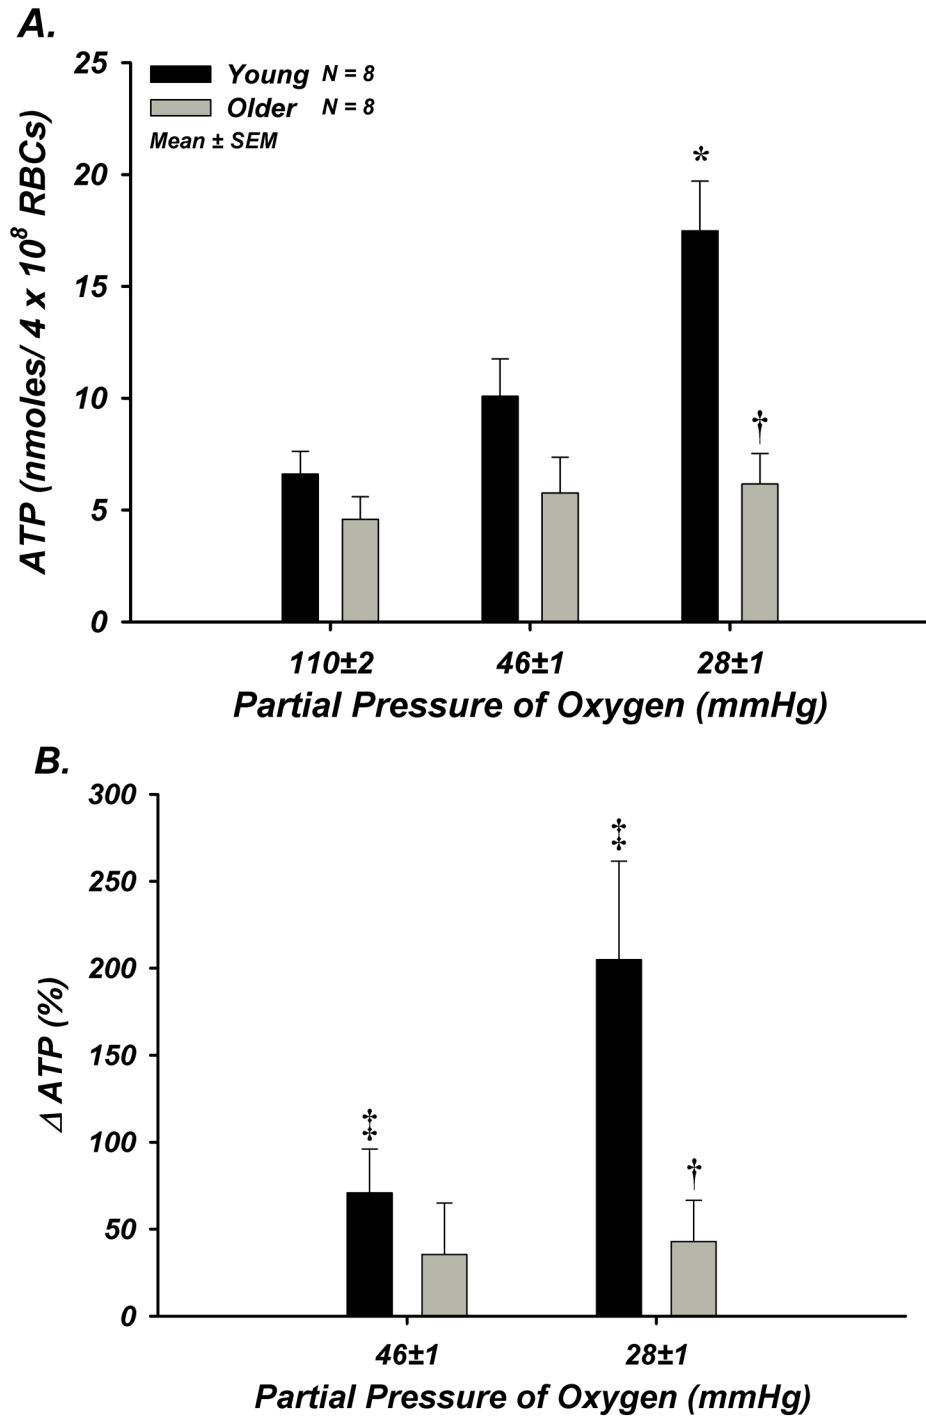 A.
25
20
15
10
5
0
ATP (nmoles/ 4 x 10⁸ RBCs)
Young N = 8
Older N = 8
Mean ± SEM
*
†
110±2 46±1 28±1
Partial Pressure of Oxygen (mmHg)
B.
300
250
200
150
100
50
0
Δ ATP (%)
‡
‡
†
46±1 28±1
Partial Pressure of Oxygen (mmHg)